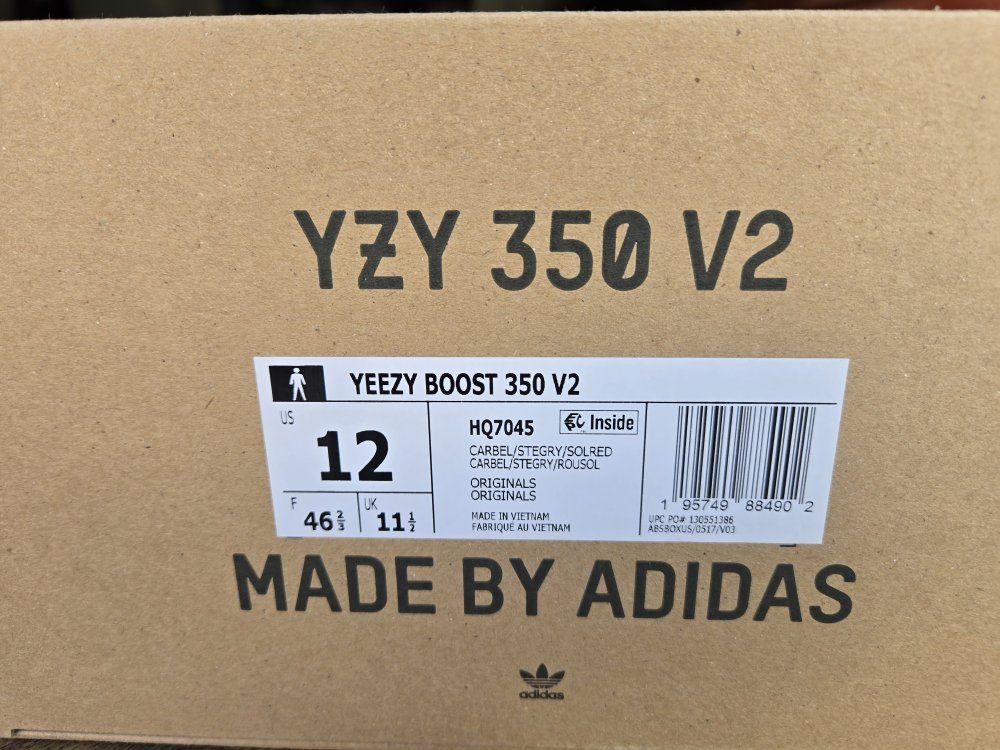 YZY 350 V2
YEEZY BOOST 350 V2
US
12
F
46 2/3
UK
11 1/2
HQ7045
Inside
CARBEL/STEGRY/SOLRED
CARBEL/STEGRY/ROUSOL
ORIGINALS
ORIGINALS
MADE IN VIETNAM
FABRIQUÉ AU VIETNAM
1 95749 88490 2
UPC PO# 130551386
ABSBOXUS/0517/V03
MADE BY ADIDAS
adidas